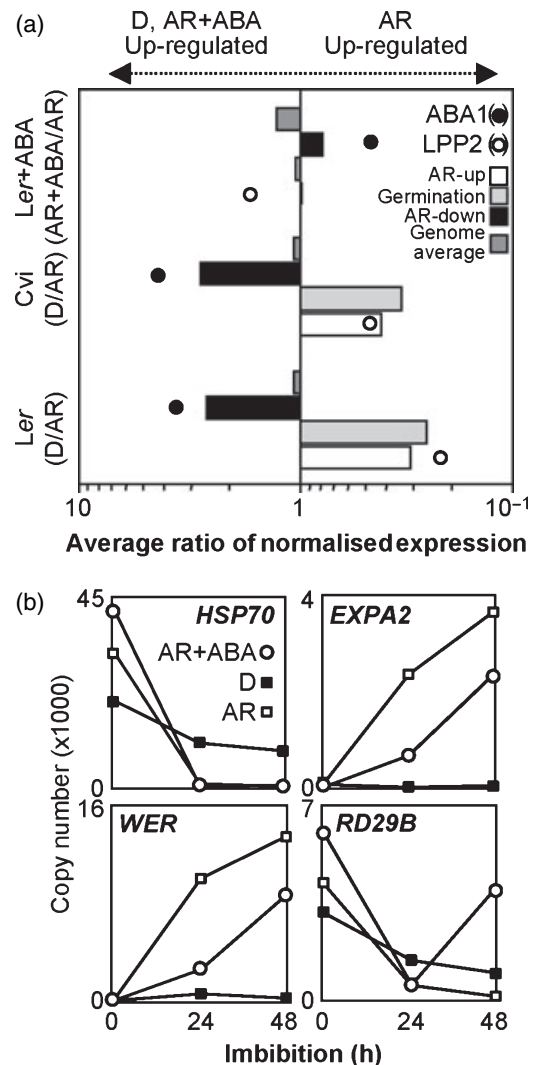 (a)
D, AR+ABA
Up-regulated
AR
Up-regulated
ABA1(●)
LPP2 (○)
AR-up
Germination
AR-down
Genome
average
Ler+ABA
(AR+ABA/AR)
Cvi
(D/AR)
Ler
(D/AR)
10
1
10⁻¹
Average ratio of normalised expression
(b)
45
HSP70
AR+ABA
D
AR
0
4
EXPA2
0
16
WER
0
7
RD29B
0
Copy number (x1000)
0 24 48 0 24 48
Imbibition (h)